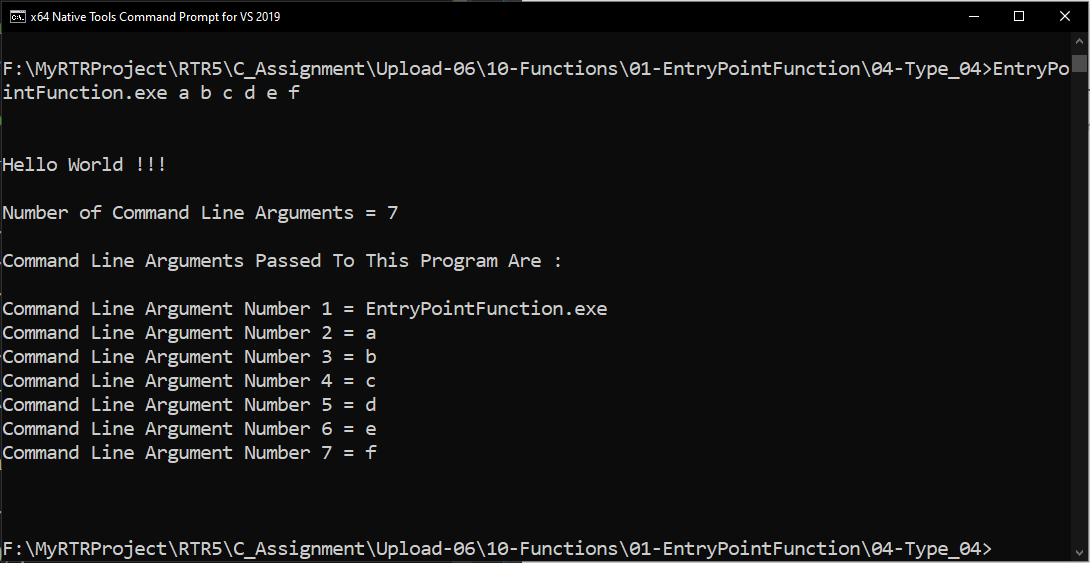 x64 Native Tools Command Prompt for VS 2019
F:\MyRTRProject\RTR5\C_Assignment\Upload-06\10-Functions\01-EntryPointFunction\04-Type_04>EntryPo
intFunction.exe a b c d e f
Hello World !!!
Number of Command Line Arguments = 7
Command Line Arguments Passed To This Program Are :
Command Line Argument Number 1 = EntryPointFunction.exe
Command Line Argument Number 2 = a
Command Line Argument Number 3 = b
Command Line Argument Number 4 = c
Command Line Argument Number 5 = d
Command Line Argument Number 6 = e
Command Line Argument Number 7 = f
F:\MyRTRProject\RTR5\C_Assignment\Upload-06\10-Functions\01-EntryPointFunction\04-Type_04>